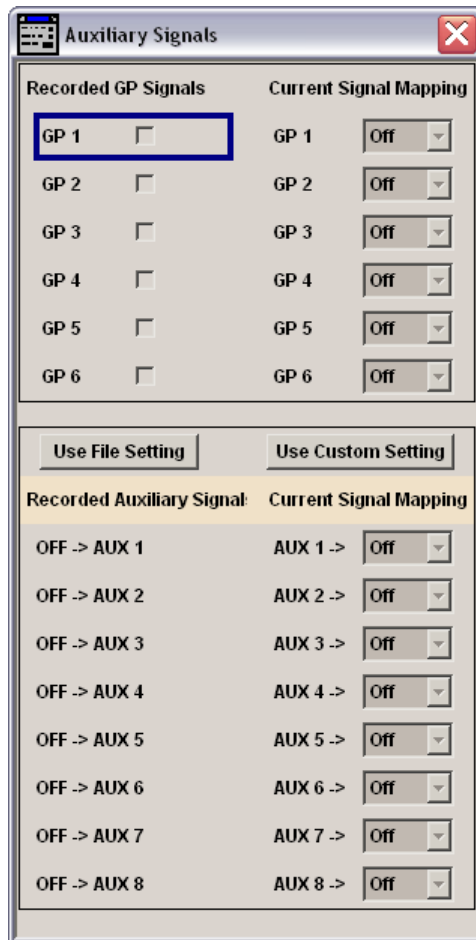 Auxiliary Signals
Recorded GP Signals Current Signal Mapping
GP 1 GP 1 Off
GP 2 GP 2 Off
GP 3 GP 3 Off
GP 4 GP 4 Off
GP 5 GP 5 Off
GP 6 GP 6 Off
Use File Setting Use Custom Setting
Recorded Auxiliary Signal: Current Signal Mapping
OFF -> AUX 1 AUX 1 -> Off
OFF -> AUX 2 AUX 2 -> Off
OFF -> AUX 3 AUX 3 -> Off
OFF -> AUX 4 AUX 4 -> Off
OFF -> AUX 5 AUX 5 -> Off
OFF -> AUX 6 AUX 6 -> Off
OFF -> AUX 7 AUX 7 -> Off
OFF -> AUX 8 AUX 8 -> Off